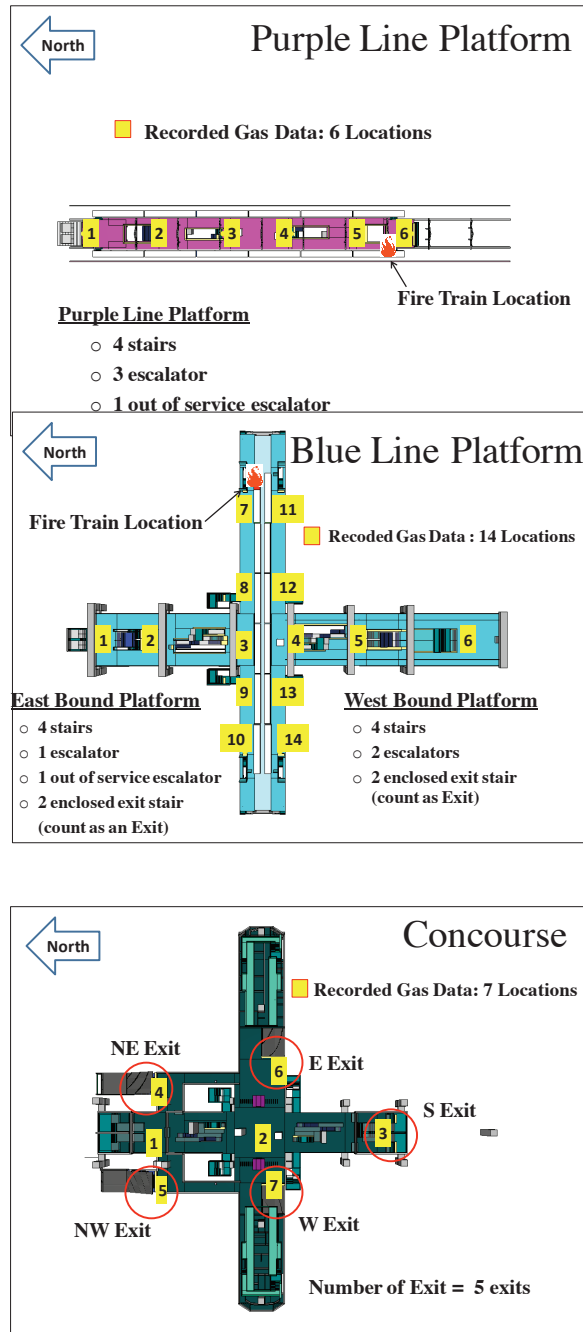 North
Purple Line Platform
Recorded Gas Data: 6 Locations
1 2 3 4 5 6
Fire Train Location
Purple Line Platform
○ 4 stairs
○ 3 escalator
○ 1 out of service escalator
North
Blue Line Platform
Fire Train Location
7 11
Recoded Gas Data : 14 Locations
8 12
1 2 3 4 5 6
9 13
10 14
East Bound Platform
○ 4 stairs
○ 1 escalator
○ 1 out of service escalator
○ 2 enclosed exit stair
(count as an Exit)
West Bound Platform
○ 4 stairs
○ 2 escalators
○ 2 enclosed exit stair
(count as Exit)
North
Concourse
Recorded Gas Data: 7 Locations
NE Exit
E Exit
6
4
S Exit
1 2 3
5 7
NW Exit
W Exit
Number of Exit = 5 exits